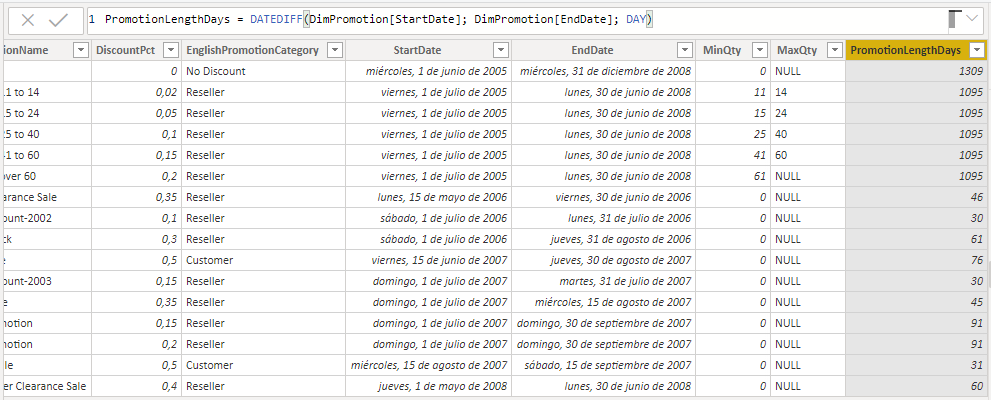 1 PromotionLengthDays = DATEDIFF(DimPromotion[StartDate]; DimPromotion[EndDate]; DAY)
ionName DiscountPct EnglishPromotionCategory StartDate EndDate MinQty MaxQty PromotionLengthDays
0 No Discount miércoles, 1 de junio de 2005 miércoles, 31 de diciembre de 2008 0 NULL 1309
11 to 14 0,02 Reseller viernes, 1 de julio de 2005 lunes, 30 de junio de 2008 11 14 1095
15 to 24 0,05 Reseller viernes, 1 de julio de 2005 lunes, 30 de junio de 2008 15 24 1095
25 to 40 0,1 Reseller viernes, 1 de julio de 2005 lunes, 30 de junio de 2008 25 40 1095
41 to 60 0,15 Reseller viernes, 1 de julio de 2005 lunes, 30 de junio de 2008 41 60 1095
over 60 0,2 Reseller viernes, 1 de julio de 2005 lunes, 30 de junio de 2008 61 NULL 1095
arance Sale 0,35 Reseller lunes, 15 de mayo de 2006 viernes, 30 de junio de 2006 0 NULL 46
ount-2002 0,1 Reseller sábado, 1 de julio de 2006 lunes, 31 de julio de 2006 0 NULL 30
ck 0,3 Reseller sábado, 1 de julio de 2006 jueves, 31 de agosto de 2006 0 NULL 61
e 0,5 Customer viernes, 15 de junio de 2007 jueves, 30 de agosto de 2007 0 NULL 76
ount-2003 0,15 Reseller domingo, 1 de julio de 2007 martes, 31 de julio de 2007 0 NULL 30
e 0,35 Reseller domingo, 1 de julio de 2007 miércoles, 15 de agosto de 2007 0 NULL 45
motion 0,15 Reseller domingo, 1 de julio de 2007 domingo, 30 de septiembre de 2007 0 NULL 91
motion 0,2 Reseller domingo, 1 de julio de 2007 domingo, 30 de septiembre de 2007 0 NULL 91
le 0,5 Customer miércoles, 15 de agosto de 2007 sábado, 15 de septiembre de 2007 0 NULL 31
er Clearance Sale 0,4 Reseller jueves, 1 de mayo de 2008 lunes, 30 de junio de 2008 0 NULL 60